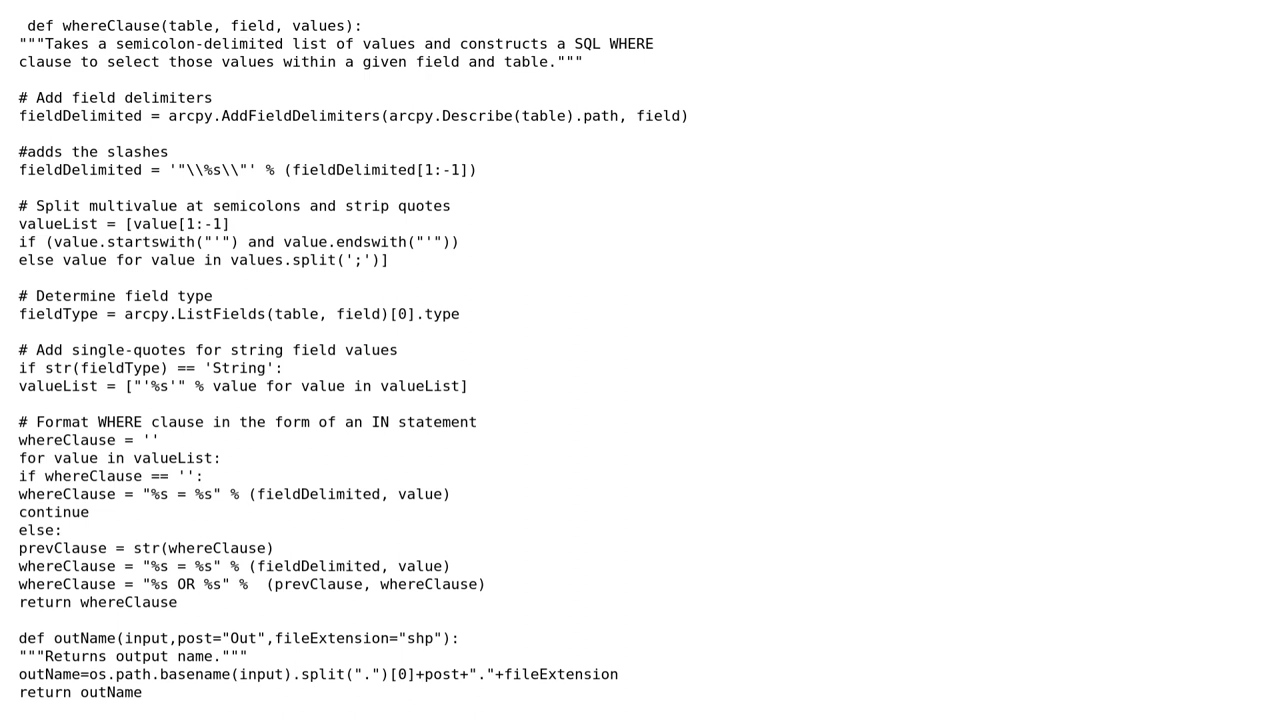 def whereClause(table, field, values):
"""Takes a semicolon-delimited list of values and constructs a SQL WHERE
clause to select those values within a given field and table."""
# Add field delimiters
fieldDelimited = arcpy.AddFieldDelimiters(arcpy.Describe(table).path, field)
#adds the slashes
fieldDelimited = '"\\%s\\"' % (fieldDelimited[1:-1])
# Split multivalue at semicolons and strip quotes
valueList = [value[1:-1]
if (value.startswith("'") and value.endswith("'"))
else value for value in values.split(';')]
# Determine field type
fieldType = arcpy.ListFields(table, field)[0].type
# Add single-quotes for string field values
if str(fieldType) == 'String':
valueList = ["'%s'" % value for value in valueList]
# Format WHERE clause in the form of an IN statement
whereClause = ''
for value in valueList:
if whereClause == '':
whereClause = "%s = %s" % (fieldDelimited, value)
continue
else:
prevClause = str(whereClause)
whereClause = "%s = %s" % (fieldDelimited, value)
whereClause = "%s OR %s" %  (prevClause, whereClause)
return whereClause
def outName(input,post="Out",fileExtension="shp"):
"""Returns output name."""
outName=os.path.basename(input).split(".")[0]+post+"."+fileExtension
return outName